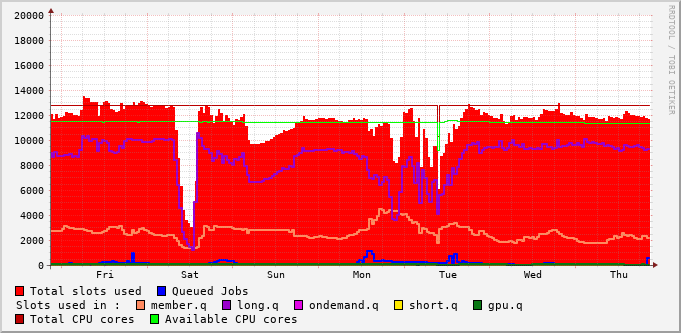 RRDTOOL / TOBI OETIKER
20000
18000
16000
14000
12000
10000
8000
6000
4000
2000
0
Fri Sat Sun Mon Tue Wed Thu
Total slots used Queued Jobs
Slots used in : member.q long.q ondemand.q short.q gpu.q
Total CPU cores Available CPU cores